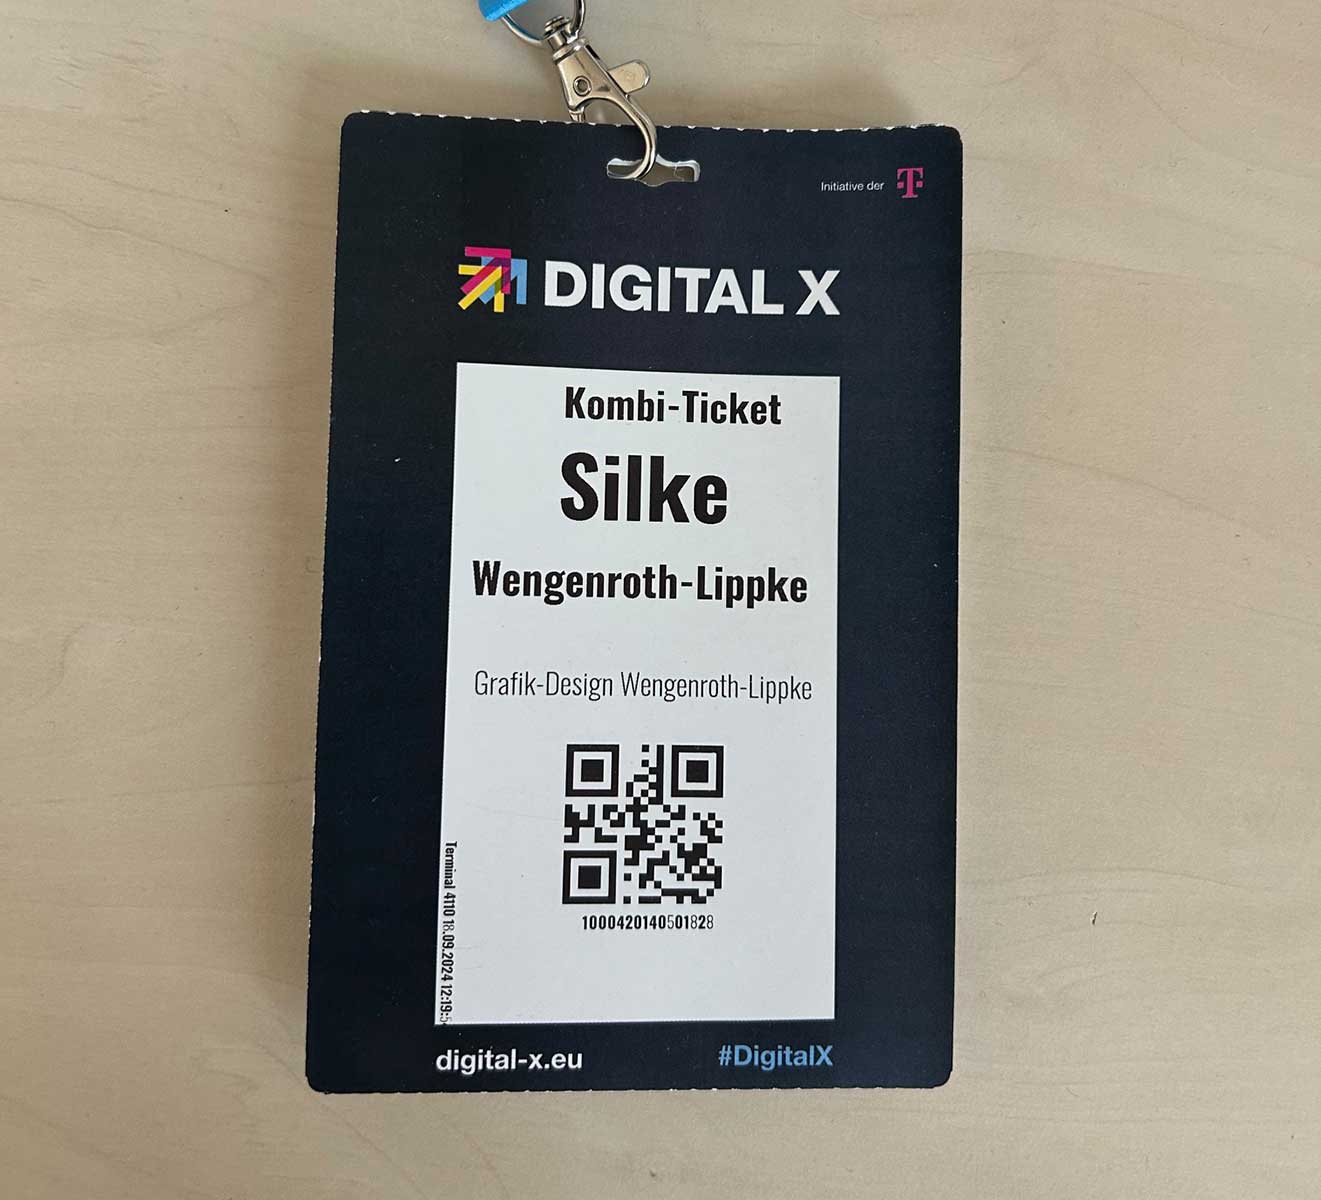 Initiative der T
DIGITAL X
Kombi-Ticket
Silke
Wengenroth-Lippke
Grafik-Design Wengenroth-Lippke
1000420140501828
Terminal 4110 18.09.2024 12:19:5
digital-x.eu
#DigitalX